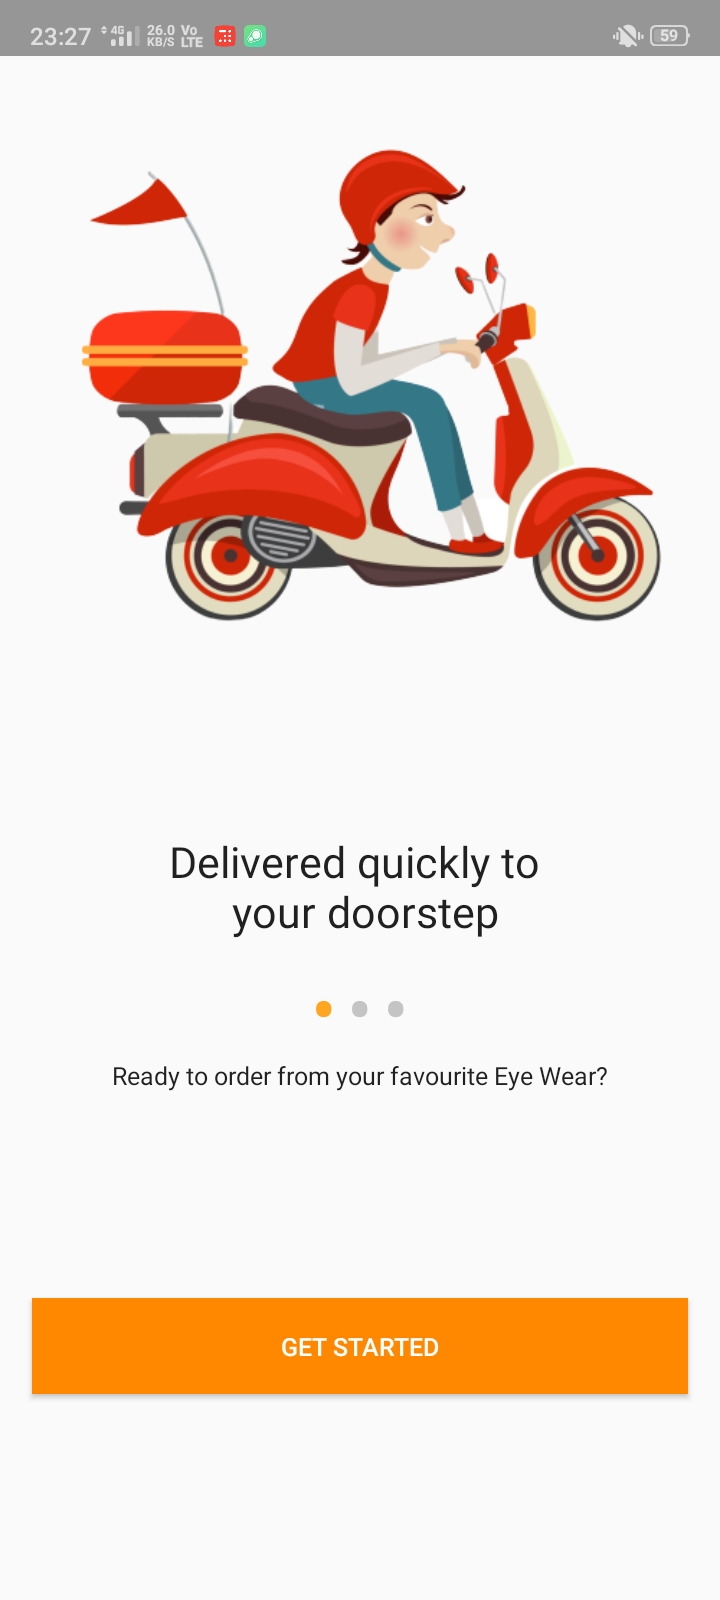 23:27 4G 26.0 KB/S Vo LTE 59
Delivered quickly to
your doorstep
Ready to order from your favourite Eye Wear?
GET STARTED